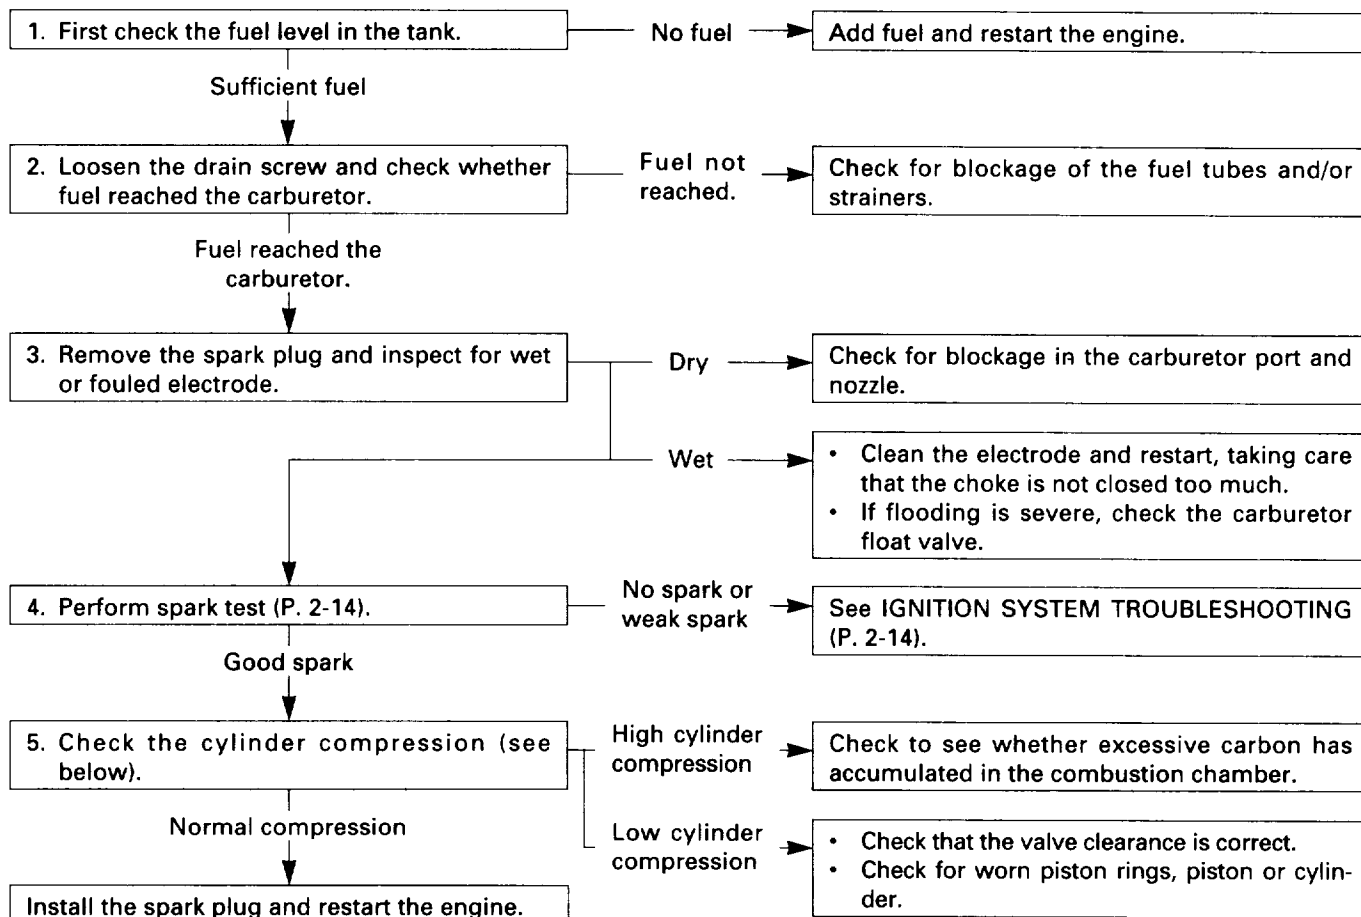 1. First check the fuel level in the tank.
No fuel
Add fuel and restart the engine.
Sufficient fuel
2. Loosen the drain screw and check whether
fuel reached the carburetor.
Fuel not
reached.
Check for blockage of the fuel tubes and/or
strainers.
Fuel reached the
carburetor.
3. Remove the spark plug and inspect for wet
or fouled electrode.
Dry
Check for blockage in the carburetor port and
nozzle.
Wet
• Clean the electrode and restart, taking care
that the choke is not closed too much.
• If flooding is severe, check the carburetor
float valve.
4. Perform spark test (P. 2-14).
No spark or
weak spark
See IGNITION SYSTEM TROUBLESHOOTING
(P. 2-14).
Good spark
5. Check the cylinder compression (see
below).
High cylinder
compression
Check to see whether excessive carbon has
accumulated in the combustion chamber.
Normal compression
Low cylinder
compression
• Check that the valve clearance is correct.
• Check for worn piston rings, piston or cylin-
der.
Install the spark plug and restart the engine.